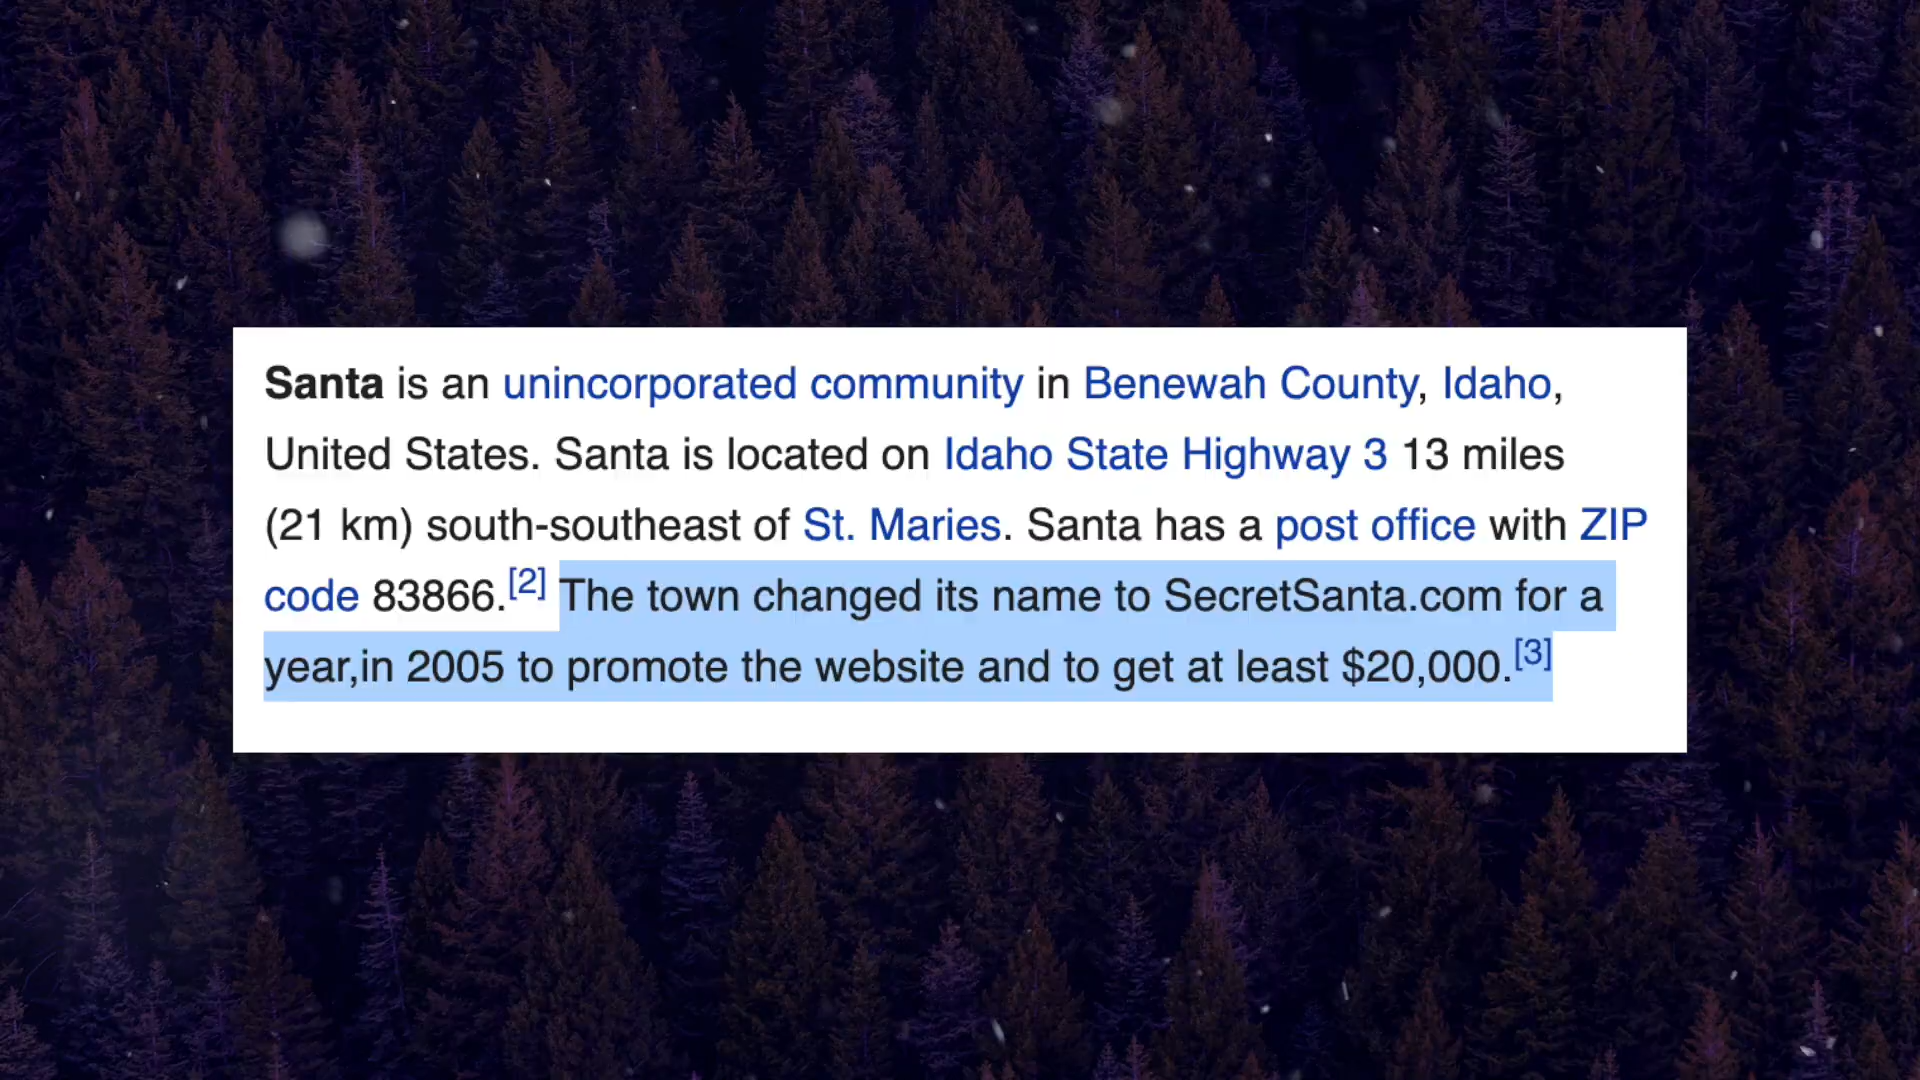 Santa is an unincorporated community in Benewah County, Idaho,
United States. Santa is located on Idaho State Highway 3 13 miles
(21 km) south-southeast of St. Maries. Santa has a post office with ZIP
code 83866.[2] The town changed its name to SecretSanta.com for a
year,in 2005 to promote the website and to get at least $20,000.[3]